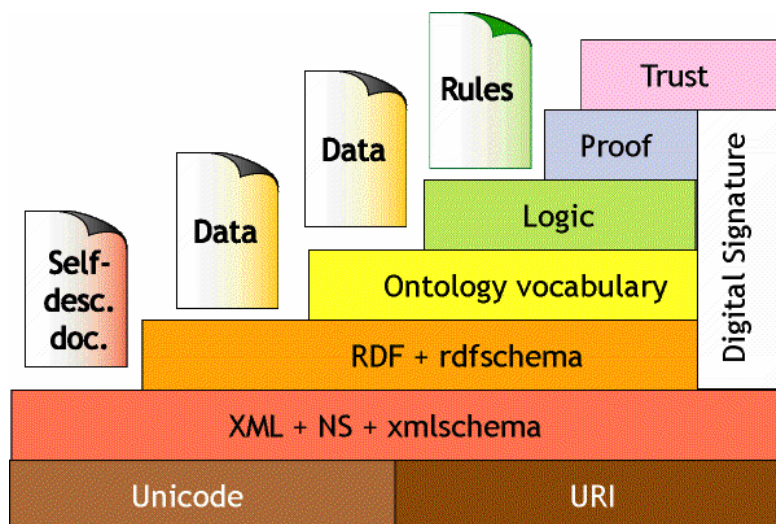 Rules
Trust
Data
Proof
Data
Logic
Self-
desc.
doc.
Ontology vocabulary
Digital Signature
RDF + rdfschema
XML + NS + xmlschema
Unicode
URI